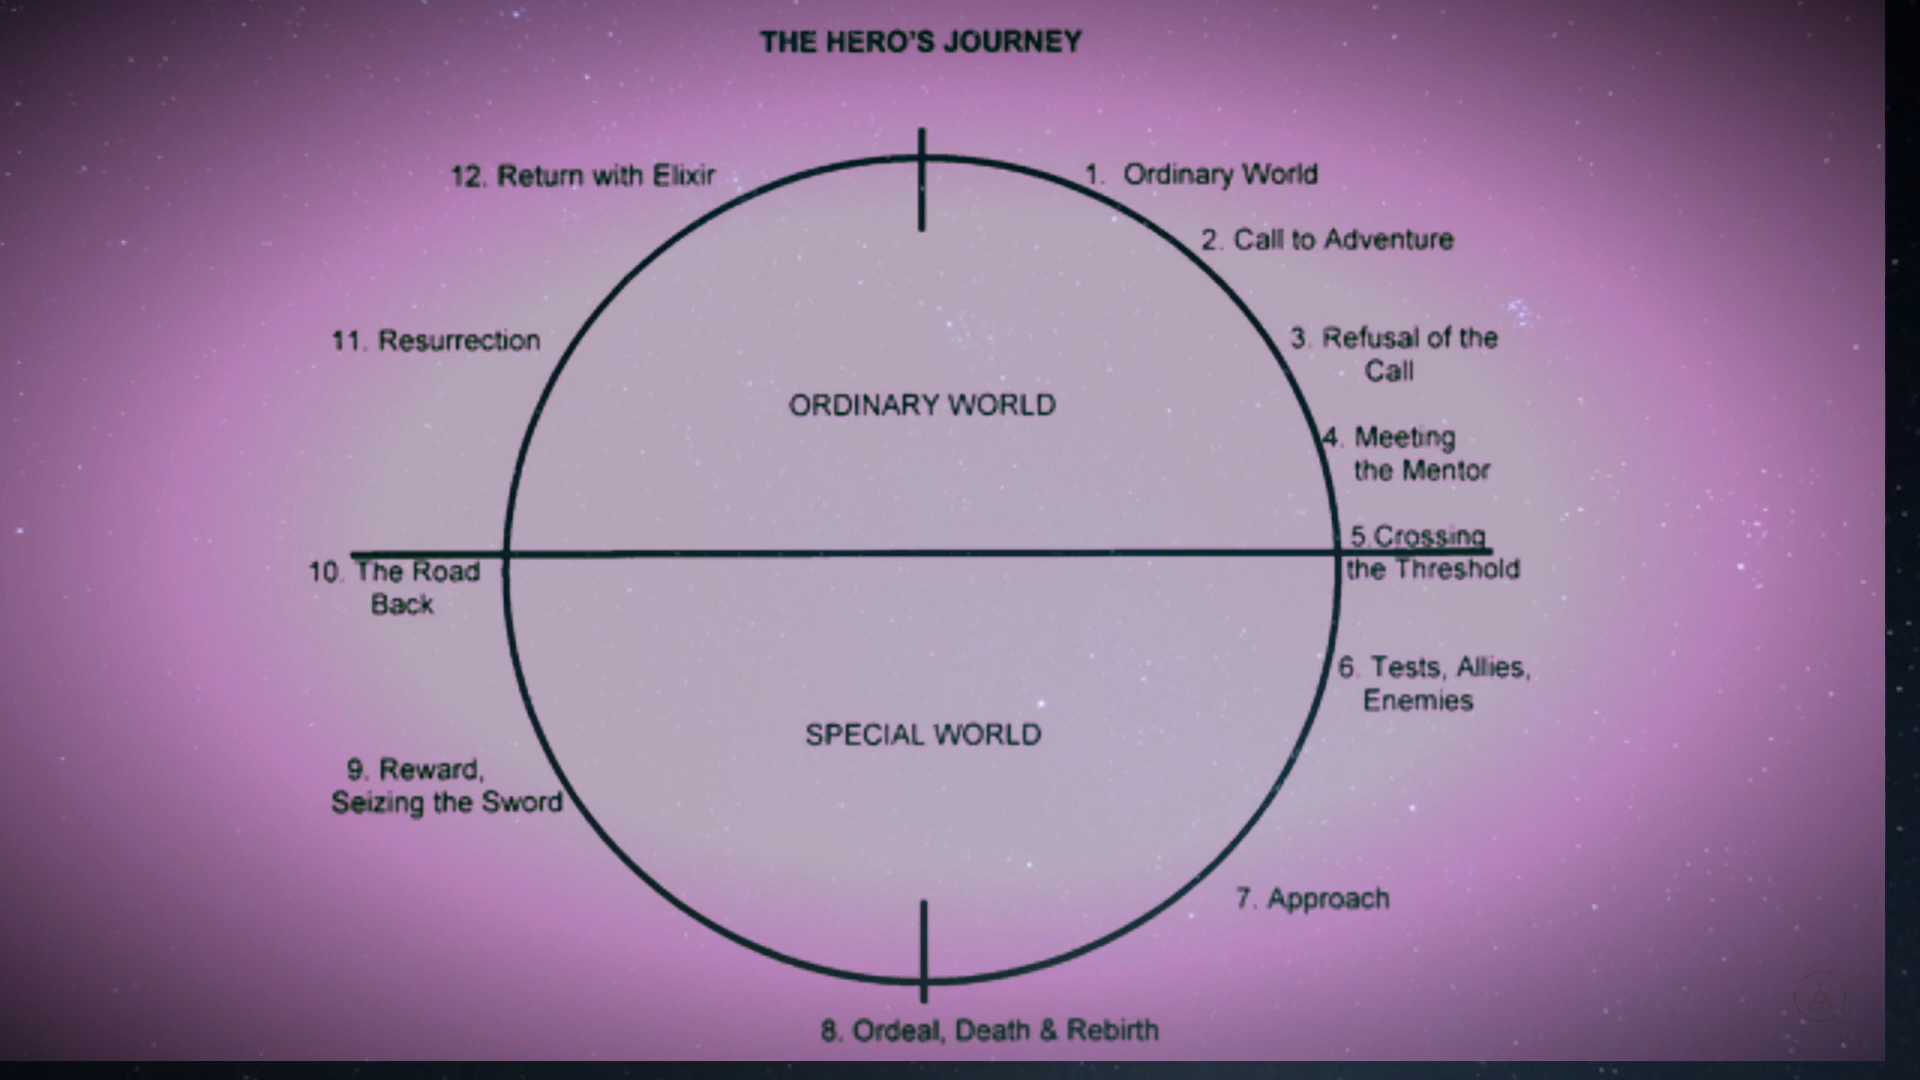 THE HERO'S JOURNEY
12. Return with Elixir
1. Ordinary World
2. Call to Adventure
3. Refusal of the
Call
11. Resurrection
ORDINARY WORLD
4. Meeting
the Mentor
5.Crossing
the Threshold
10. The Road
Back
6. Tests, Allies,
Enemies
SPECIAL WORLD
9. Reward,
Seizing the Sword
7. Approach
8. Ordeal, Death & Rebirth